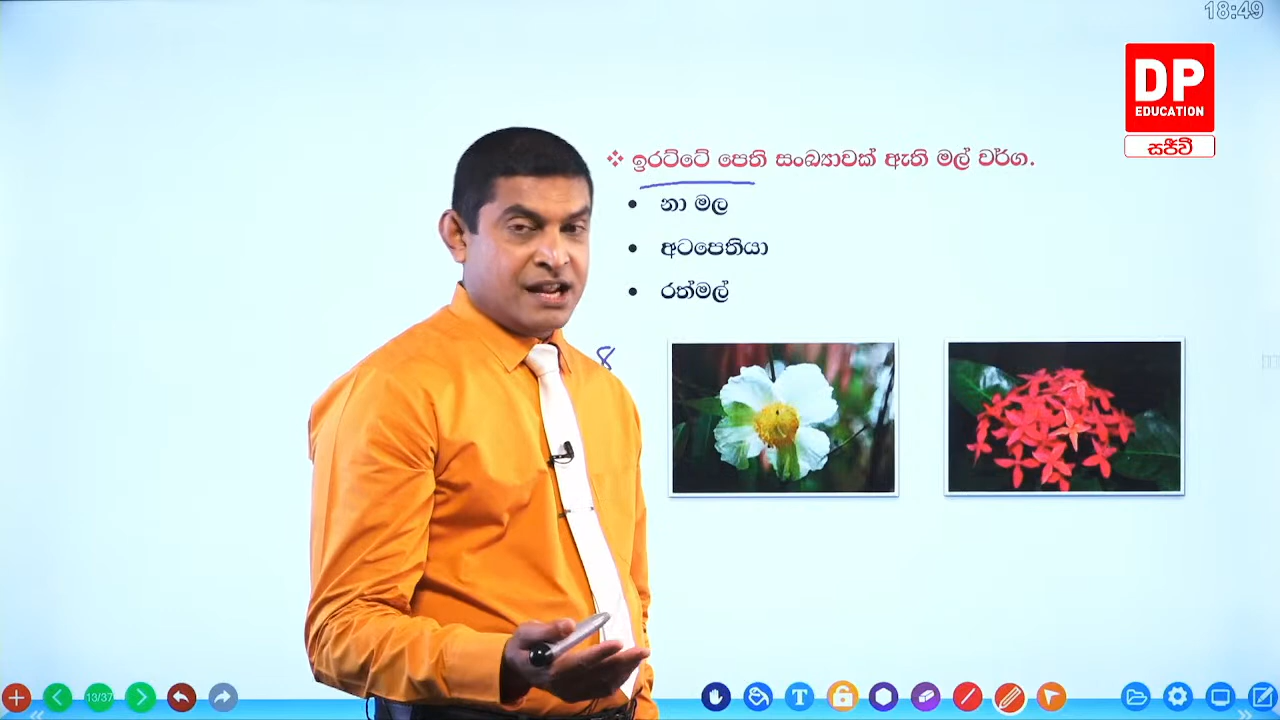 18:49
DP
EDUCATION
සජීවී
❖ ඉරට්ටේ පෙති සංඛ්‍යාවක් ඇති මල් වර්ග.
• නා මල
• අටපෙතියා
• රත්මල්
8
13/37
T